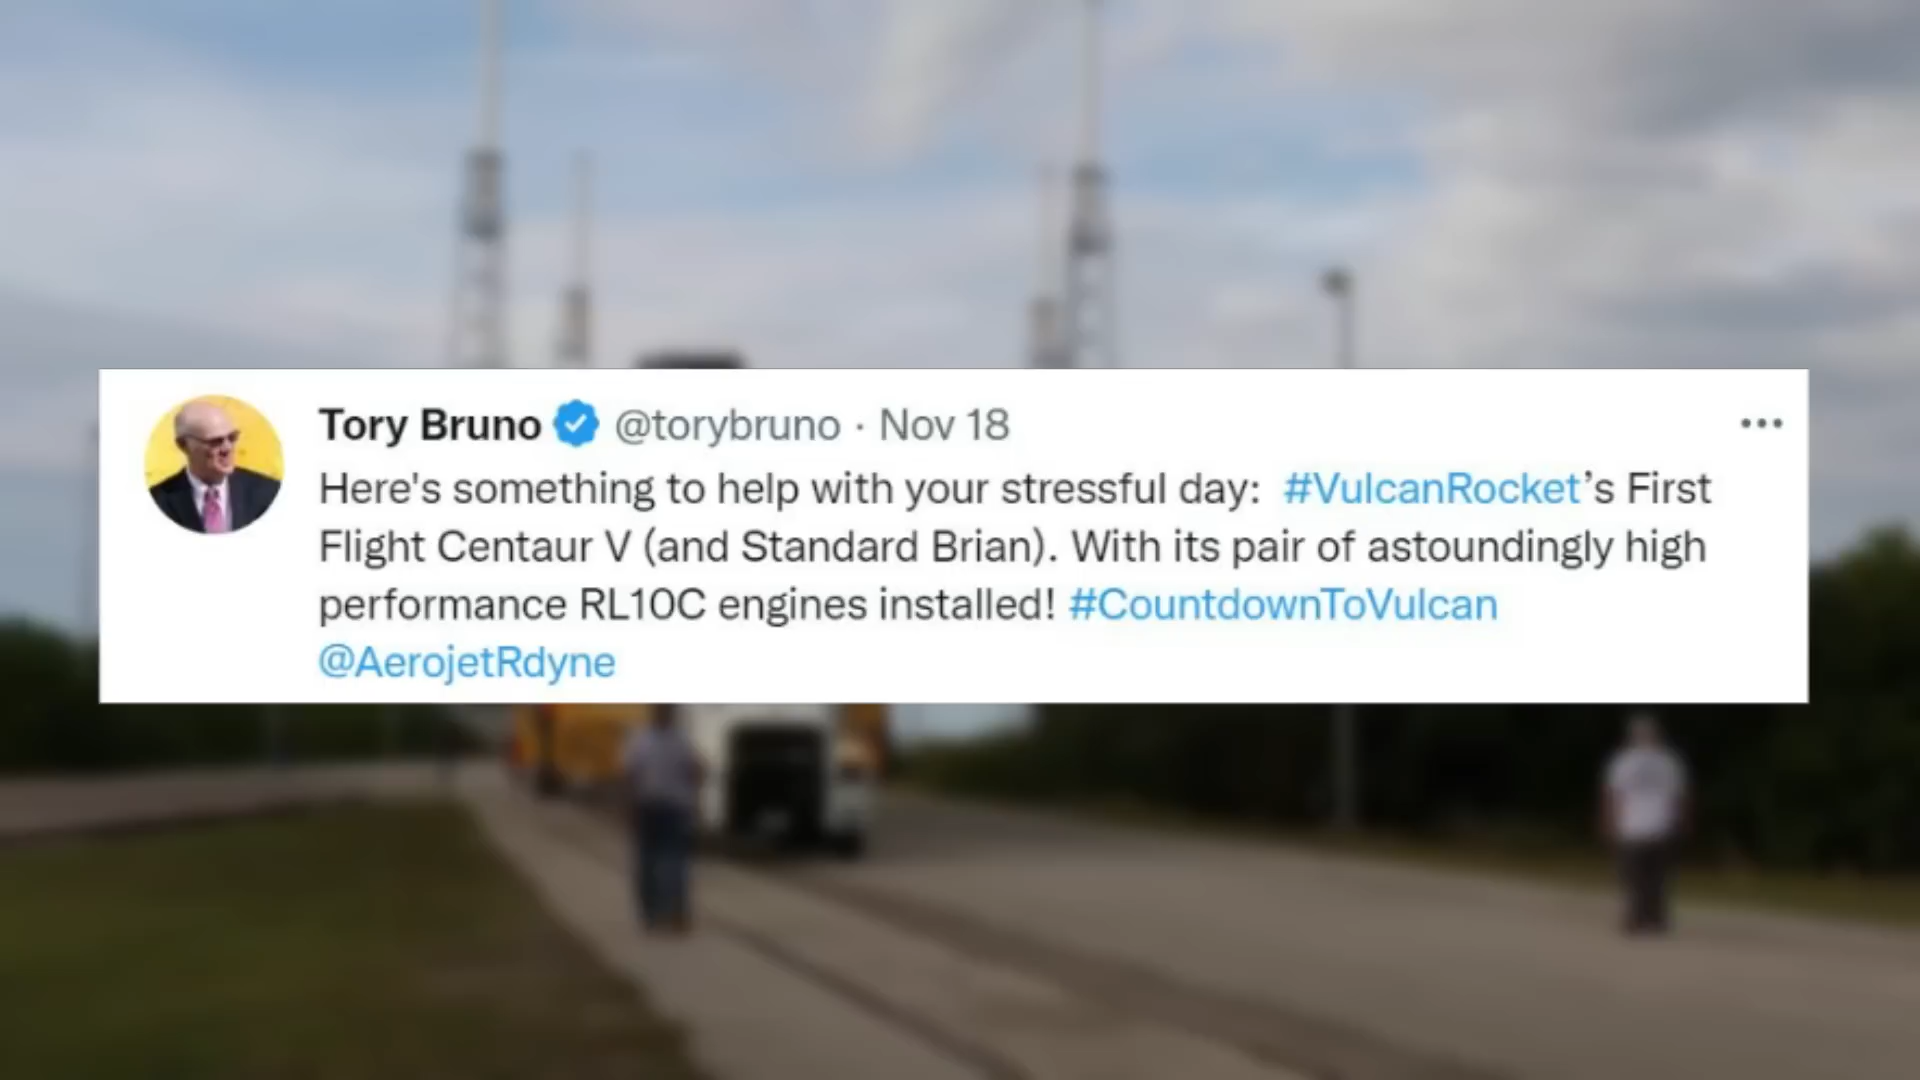 Tory Bruno @torybruno · Nov 18
Here's something to help with your stressful day: #VulcanRocket’s First
Flight Centaur V (and Standard Brian). With its pair of astoundingly high
performance RL10C engines installed! #CountdownToVulcan
@AerojetRdyne